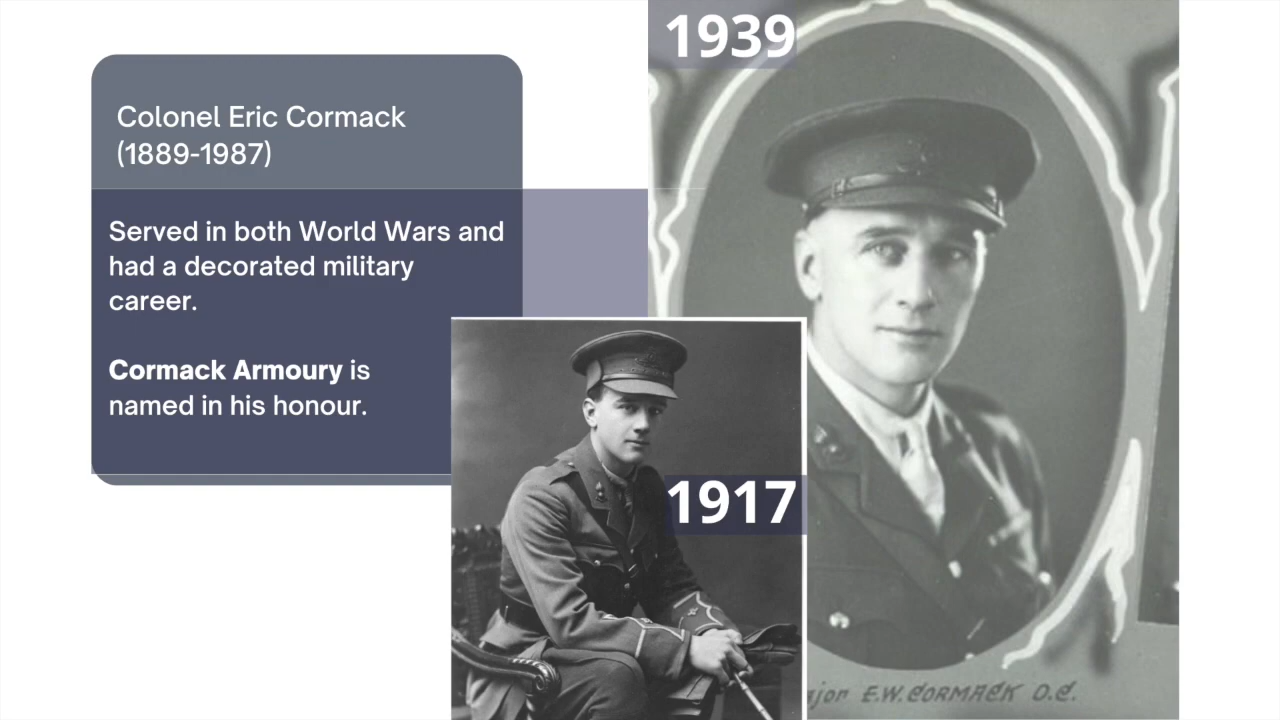 Colonel Eric Cormack
(1889-1987)
Served in both World Wars and
had a decorated military
career.
Cormack Armoury is
named in his honour.
1939
1917
E.W. CORMACK O.C.